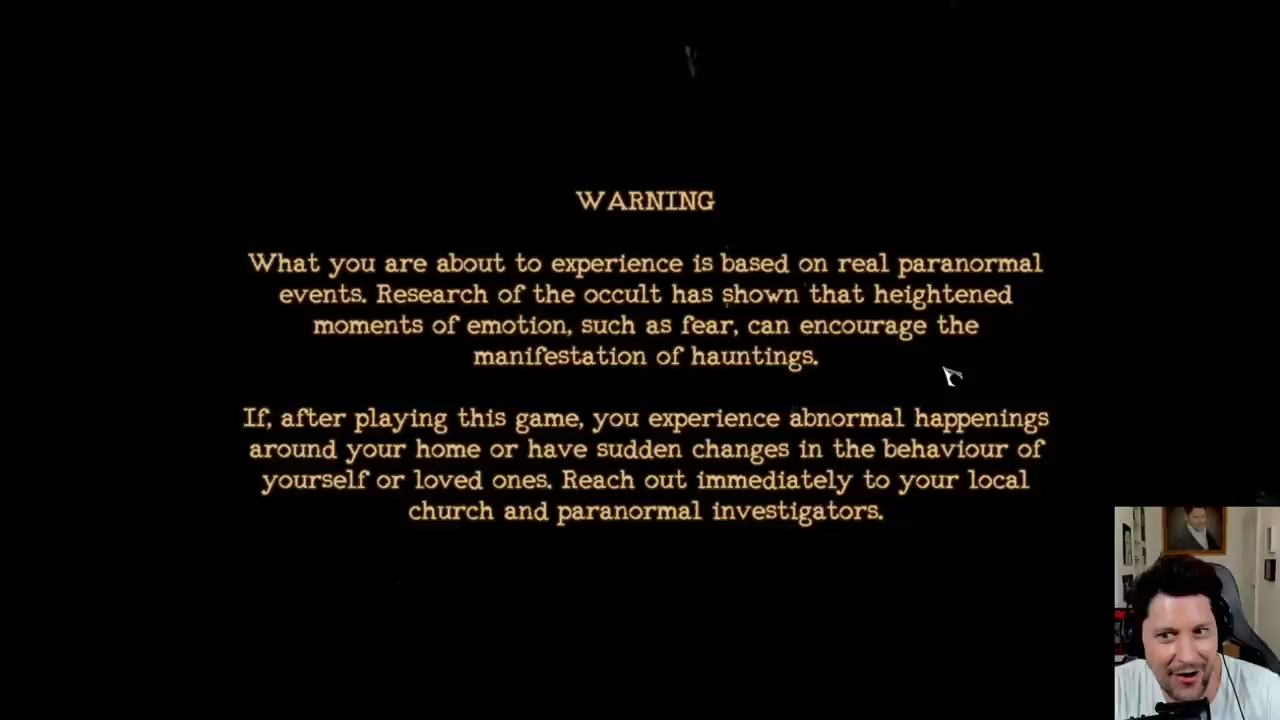 WARNING
What you are about to experience is based on real paranormal
events. Research of the occult has shown that heightened
moments of emotion, such as fear, can encourage the
manifestation of hauntings.
If, after playing this game, you experience abnormal happenings
around your home or have sudden changes in the behaviour of
yourself or loved ones. Reach out immediately to your local
church and paranormal investigators.